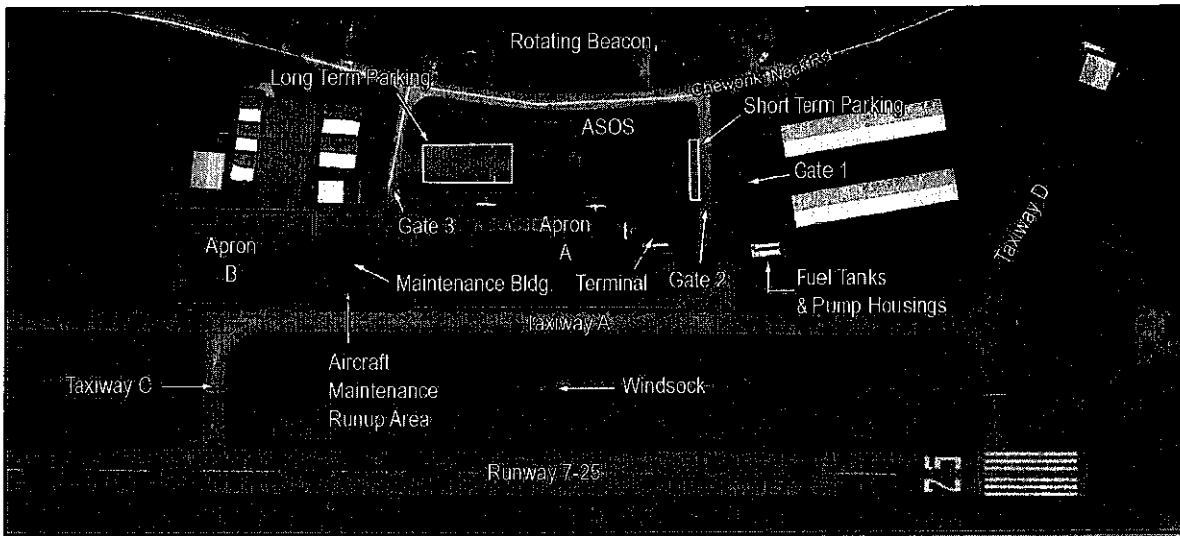 Rotating Beacon
Long Term Parking
Chewonki Neck Rd
Short Term Parking
ASOS
Gate 1
Gate 3
Apron
A
Taxiway D
Apron
B
Maintenance Bldg.
Terminal
Gate 2
Fuel Tanks
& Pump Housings
Taxiway A
Aircraft
Maintenance
Runup Area
Taxiway C
Windsock
Runway 7-25
25